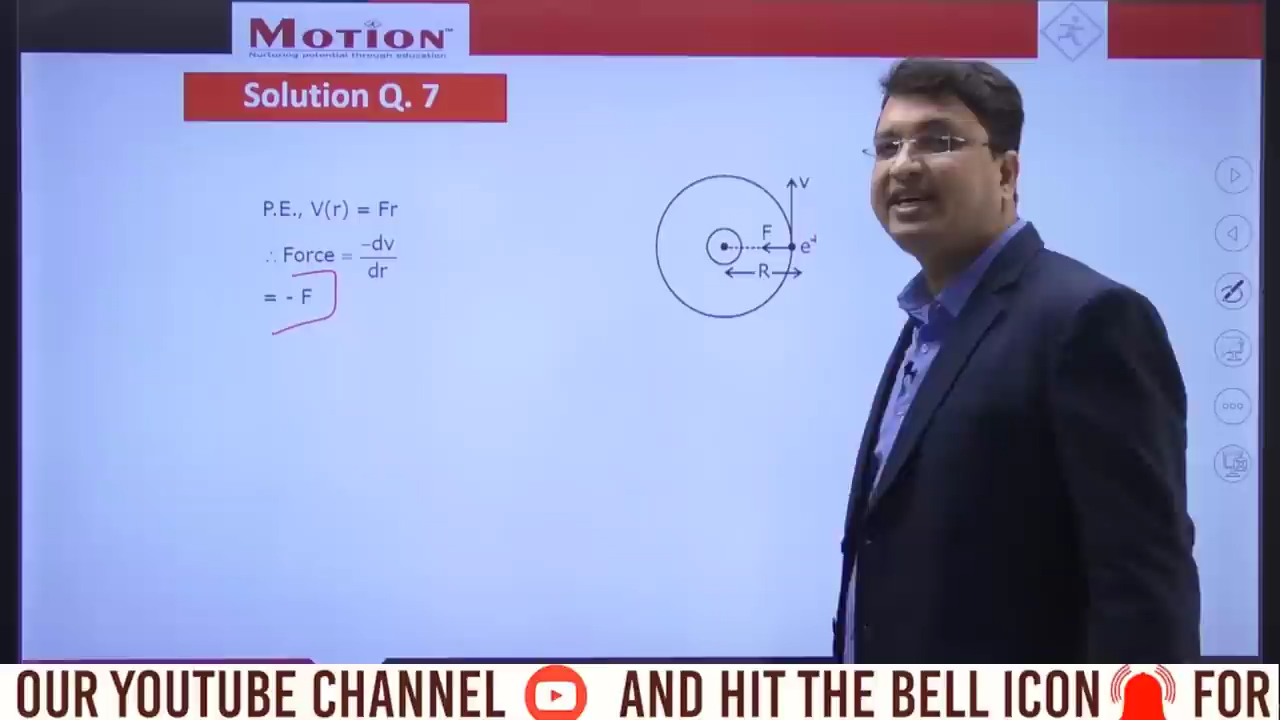 MOTION™
Nurturing potential through education
Solution Q. 7
P.E., V(r) = Fr
∴ Force = −dv/dr
= - F
V
F
e⁻
R
OUR YOUTUBE CHANNEL AND HIT THE BELL ICON FOR